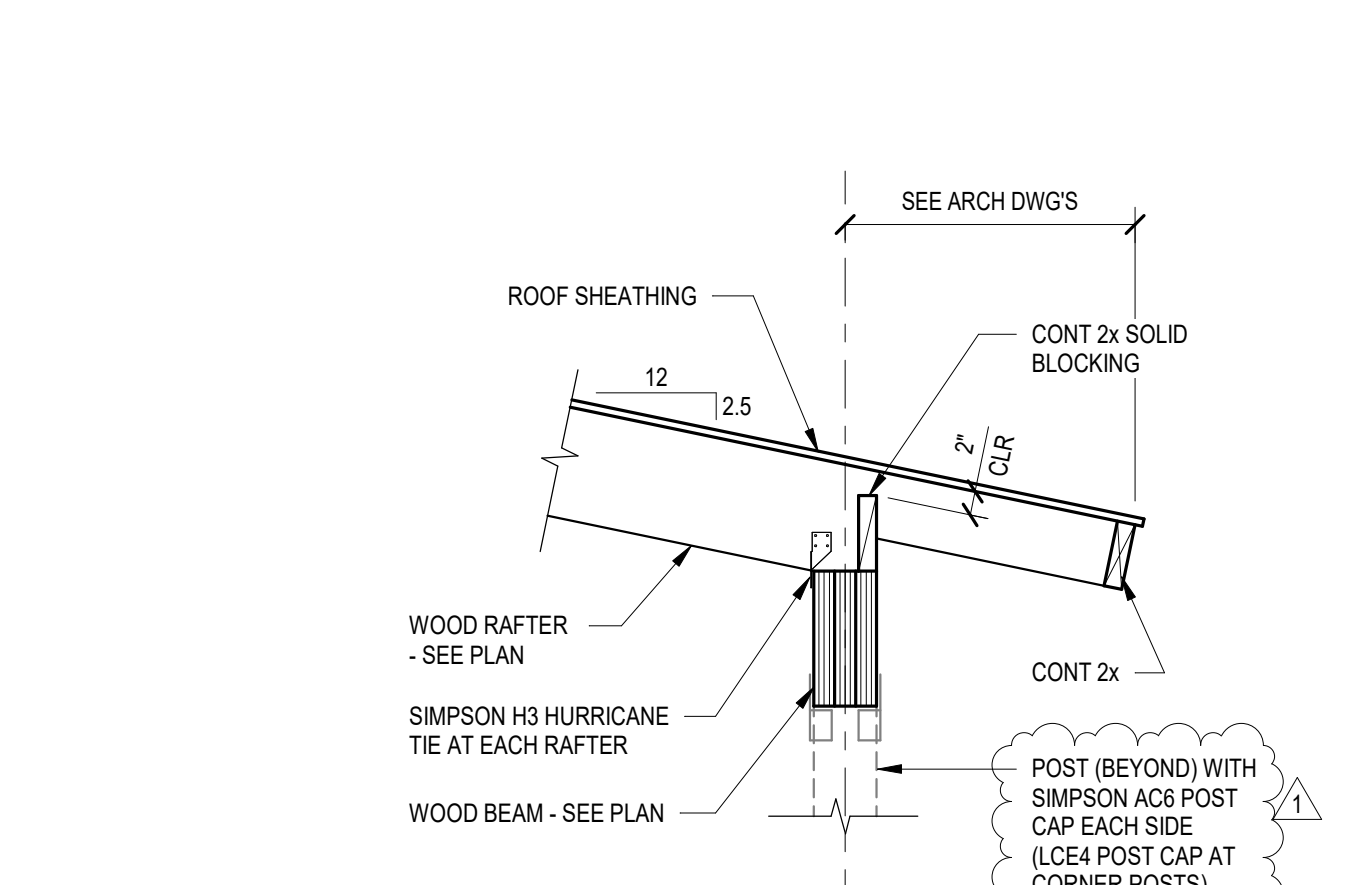 SEE ARCH DWG'S
ROOF SHEATHING
CONT 2x SOLID
BLOCKING
12
2.5
2"
CLR
WOOD RAFTER
- SEE PLAN
CONT 2x
SIMPSON H3 HURRICANE
TIE AT EACH RAFTER
WOOD BEAM - SEE PLAN
POST (BEYOND) WITH
SIMPSON AC6 POST
CAP EACH SIDE
(LCE4 POST CAP AT
CORNER POSTS)
1